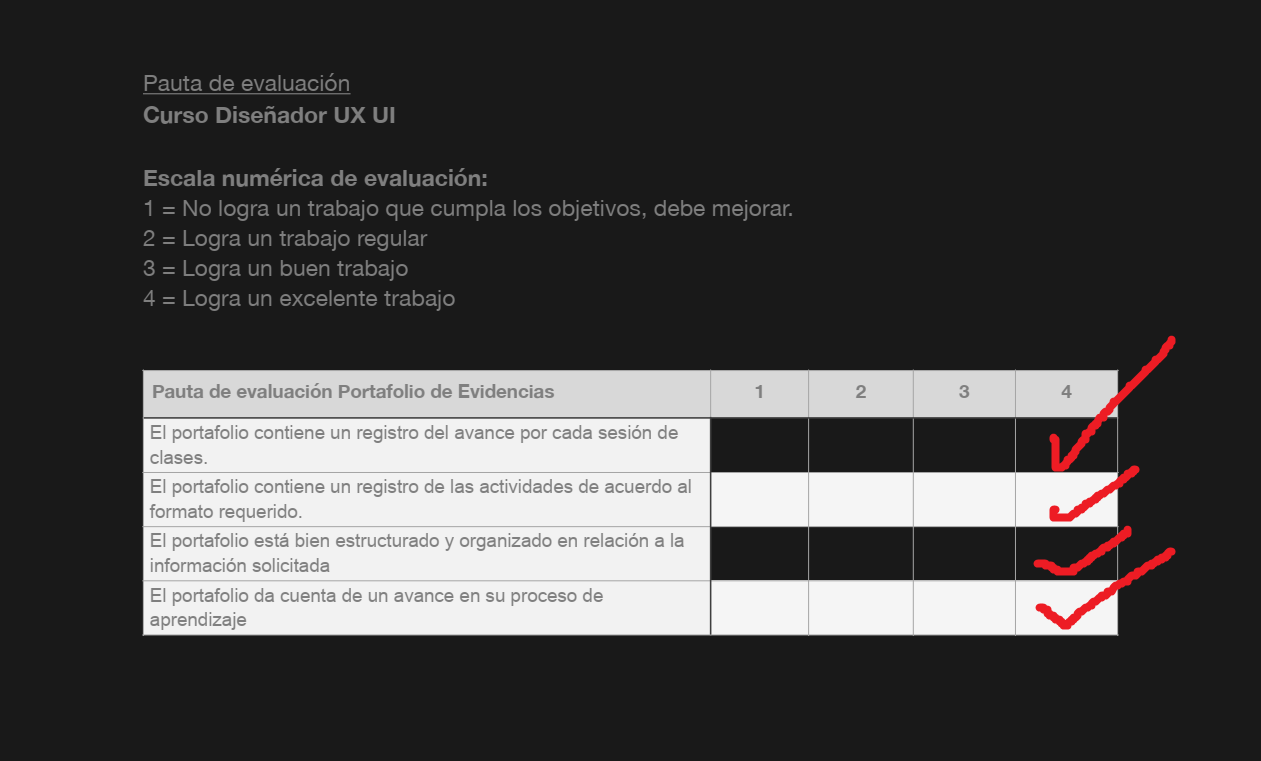 Pauta de evaluación
Curso Diseñador UX UI
Escala numérica de evaluación:
1 = No logra un trabajo que cumpla los objetivos, debe mejorar.
2 = Logra un trabajo regular
3 = Logra un buen trabajo
4 = Logra un excelente trabajo
Pauta de evaluación Portafolio de Evidencias 1 2 3 4
El portafolio contiene un registro del avance por cada sesión de
clases.
El portafolio contiene un registro de las actividades de acuerdo al
formato requerido.
El portafolio está bien estructurado y organizado en relación a la
información solicitada
El portafolio da cuenta de un avance en su proceso de
aprendizaje